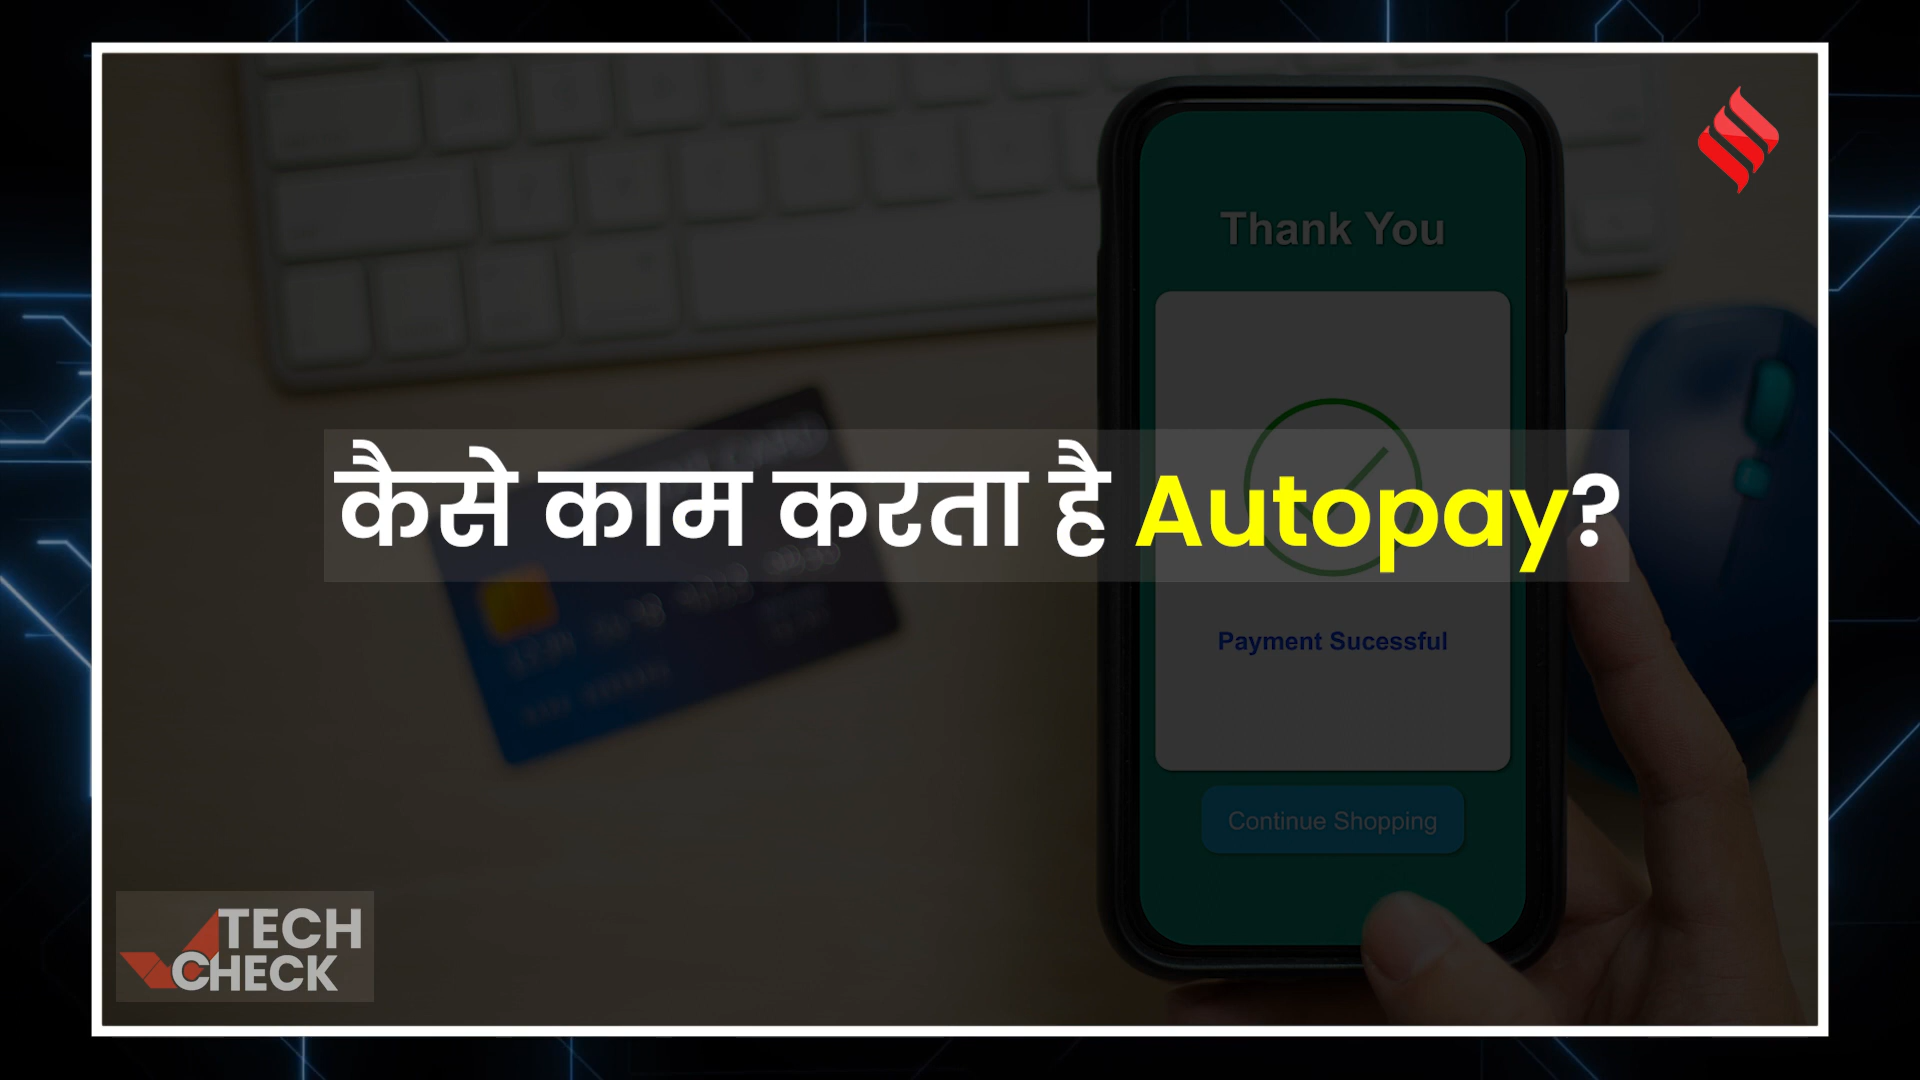 Thank You
कैसे काम करता है Autopay?
Payment Sucessful
Continue Shopping
TECH
CHECK